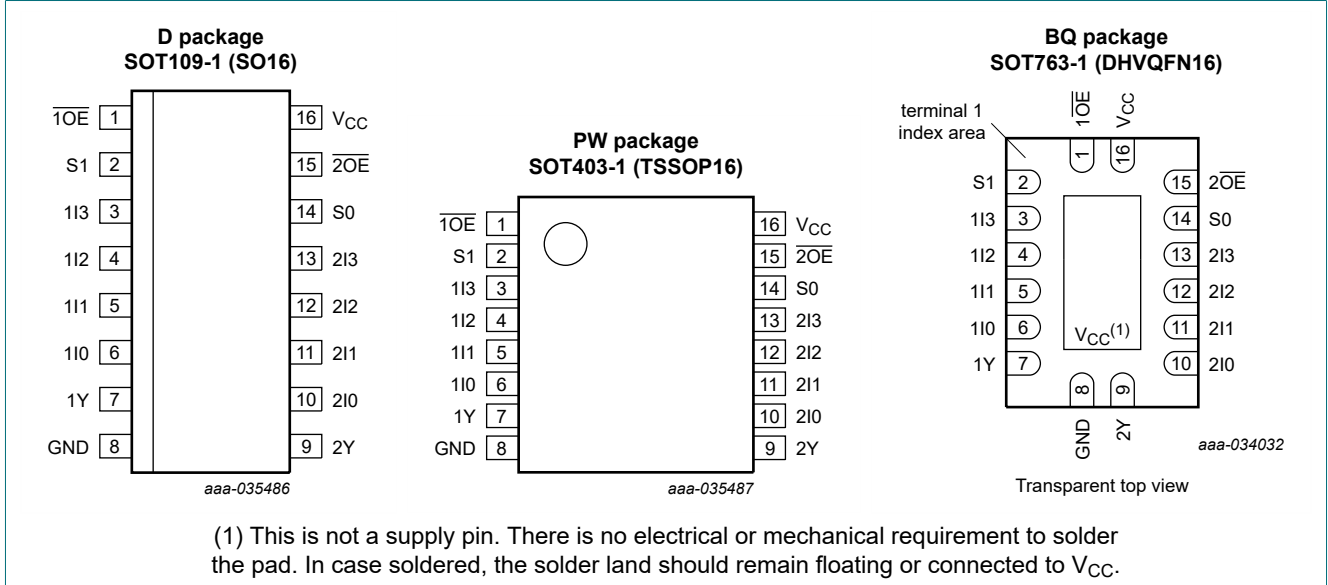 D package
SOT109-1 (SO16)
1OE 1
16 VCC
S1 2
15 2OE
1I3 3
14 S0
1I2 4
13 2I3
1I1 5
12 2I2
1I0 6
11 2I1
1Y 7
10 2I0
GND 8
9 2Y
aaa-035486
PW package
SOT403-1 (TSSOP16)
1OE 1
16 VCC
S1 2
15 2OE
1I3 3
14 S0
1I2 4
13 2I3
1I1 5
12 2I2
1I0 6
11 2I1
1Y 7
10 2I0
GND 8
9 2Y
aaa-035487
BQ package
SOT763-1 (DHVQFN16)
terminal 1
index area
1OE
VCC
1
16
S1 2
15 2OE
1I3 3
14 S0
1I2 4
13 2I3
1I1 5
12 2I2
1I0 6
11 2I1
VCC(1)
1Y 7
10 2I0
8
9
GND
2Y
aaa-034032
Transparent top view
(1) This is not a supply pin. There is no electrical or mechanical requirement to solder
the pad. In case soldered, the solder land should remain floating or connected to VCC.